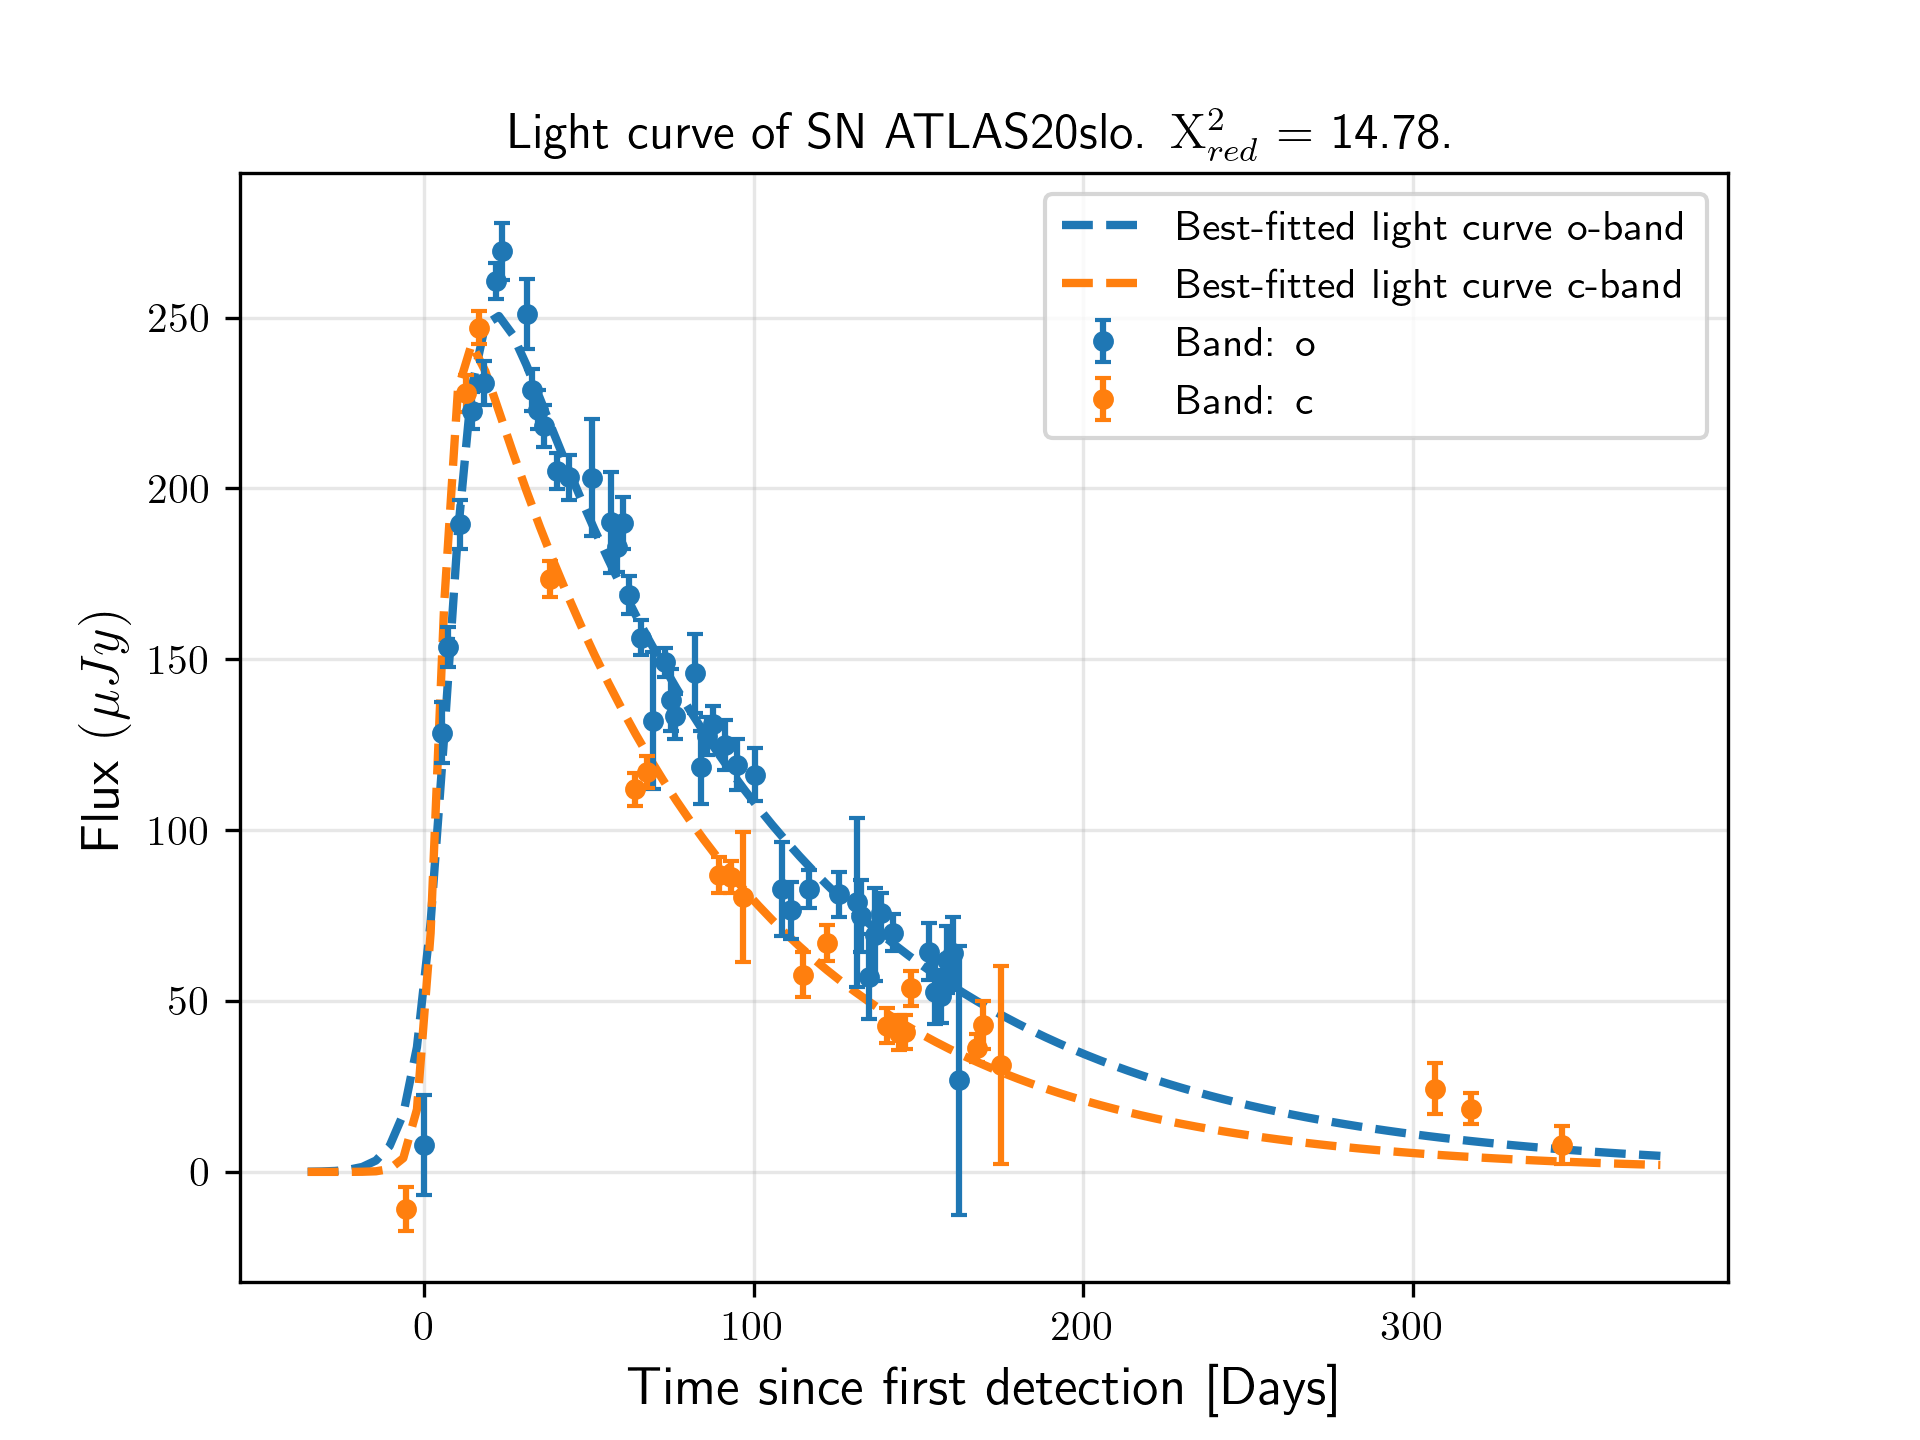 Light curve of SN ATLAS20slo. X²_red = 14.78.
Best-fitted light curve o-band
Best-fitted light curve c-band
Band: o
Band: c
Flux (μJy)
250
200
150
100
50
0
0 100 200 300
Time since first detection [Days]